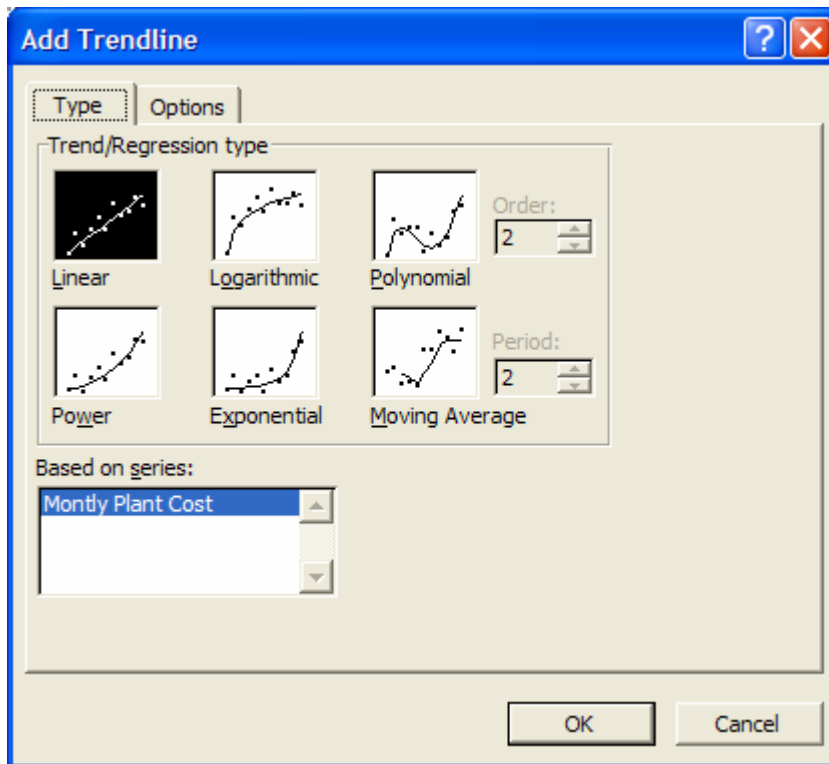 Add Trendline
?
Type Options
Trend/Regression type
Linear Logarithmic Polynomial
Order:
2
Power Exponential Moving Average
Period:
2
Based on series:
Montly Plant Cost
OK Cancel